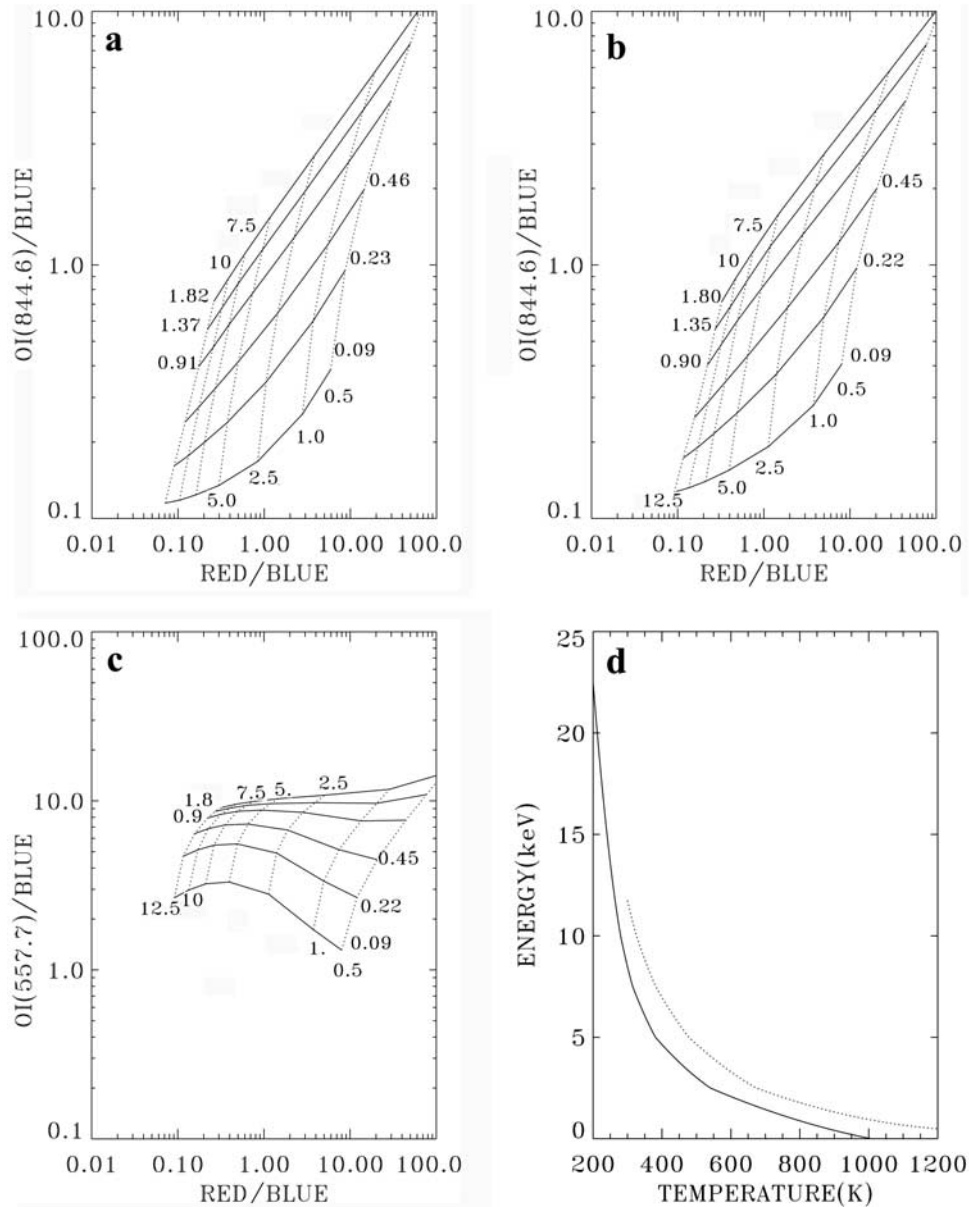 a
10.0
1.0
0.1
OI(844.6)/BLUE
7.5
10
1.82
1.37
0.91
0.46
0.23
0.09
0.5
1.0
2.5
5.0
0.01 0.10 1.00 10.00 100.0
RED/BLUE
b
10.0
1.0
0.1
OI(844.6)/BLUE
7.5
10
1.80
1.35
0.90
0.45
0.22
0.09
0.5
1.0
2.5
12.5 5.0
0.01 0.10 1.00 10.00 100.0
RED/BLUE
c
100.0
10.0
1.0
0.1
OI(557.7)/BLUE
1.8 7.5 5. 2.5
0.9
0.45
12.5 10 0.22
1. 0.09
0.5
0.01 0.10 1.00 10.00 100.0
RED/BLUE
d
25
20
15
10
5
0
ENERGY(keV)
200 400 600 800 1000 1200
TEMPERATURE(K)